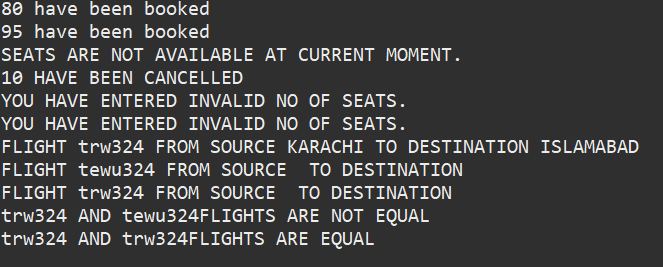 80 have been booked
95 have been booked
SEATS ARE NOT AVAILABLE AT CURRENT MOMENT.
10 HAVE BEEN CANCELLED
YOU HAVE ENTERED INVALID NO OF SEATS.
YOU HAVE ENTERED INVALID NO OF SEATS.
FLIGHT trw324 FROM SOURCE KARACHI TO DESTINATION ISLAMABAD
FLIGHT tewu324 FROM SOURCE  TO DESTINATION
FLIGHT trw324 FROM SOURCE  TO DESTINATION
trw324 AND tewu324FLIGHTS ARE NOT EQUAL
trw324 AND trw324FLIGHTS ARE EQUAL